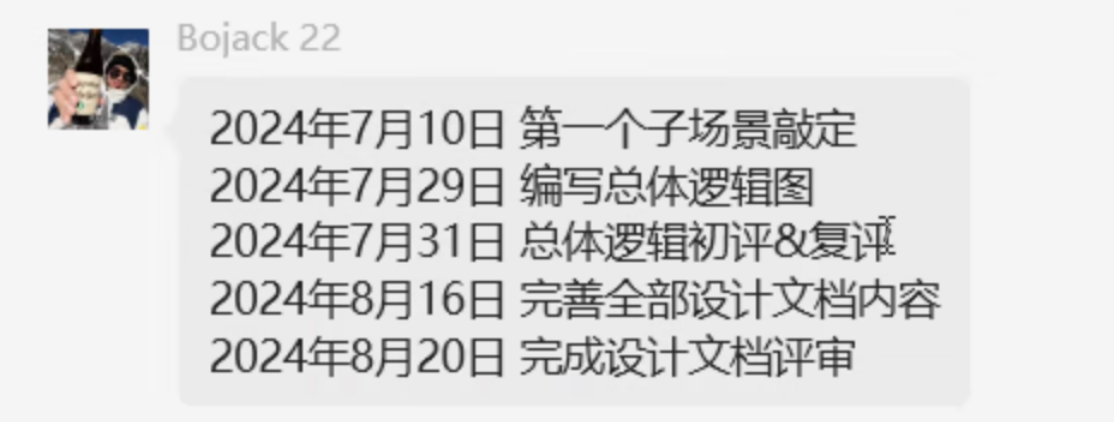 Bojack 22
2024年7月10日 第一个子场景敲定
2024年7月29日 编写总体逻辑图
2024年7月31日 总体逻辑初评&复评
2024年8月16日 完善全部设计文档内容
2024年8月20日 完成设计文档评审